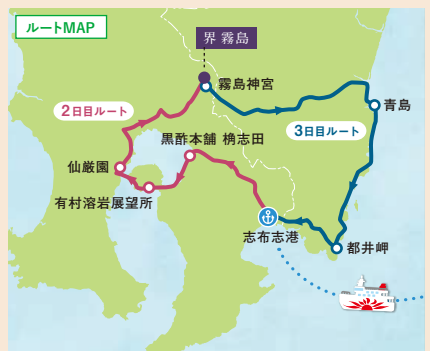 ルートMAP
界 霧島
霧島神宮
2日目ルート
青島
3日目ルート
黒酢本舗 桷志田
仙厳園
有村溶岩展望所
志布志港
都井岬